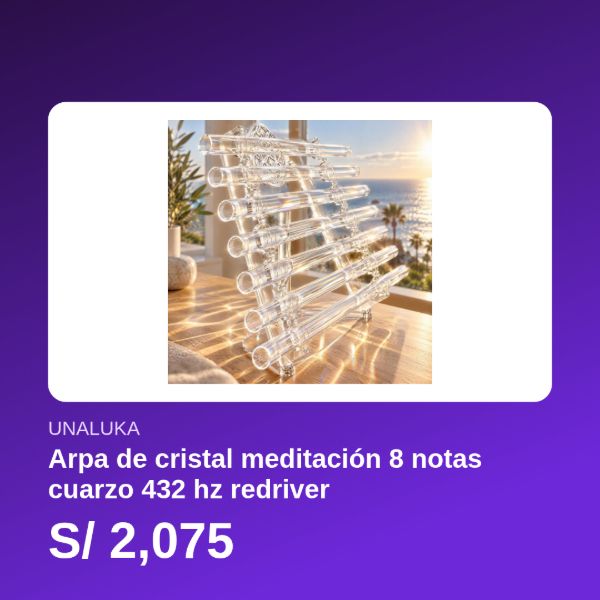 UNALUKA
Arpa de cristal meditación 8 notas
cuarzo 432 hz redriver
S/ 2,075